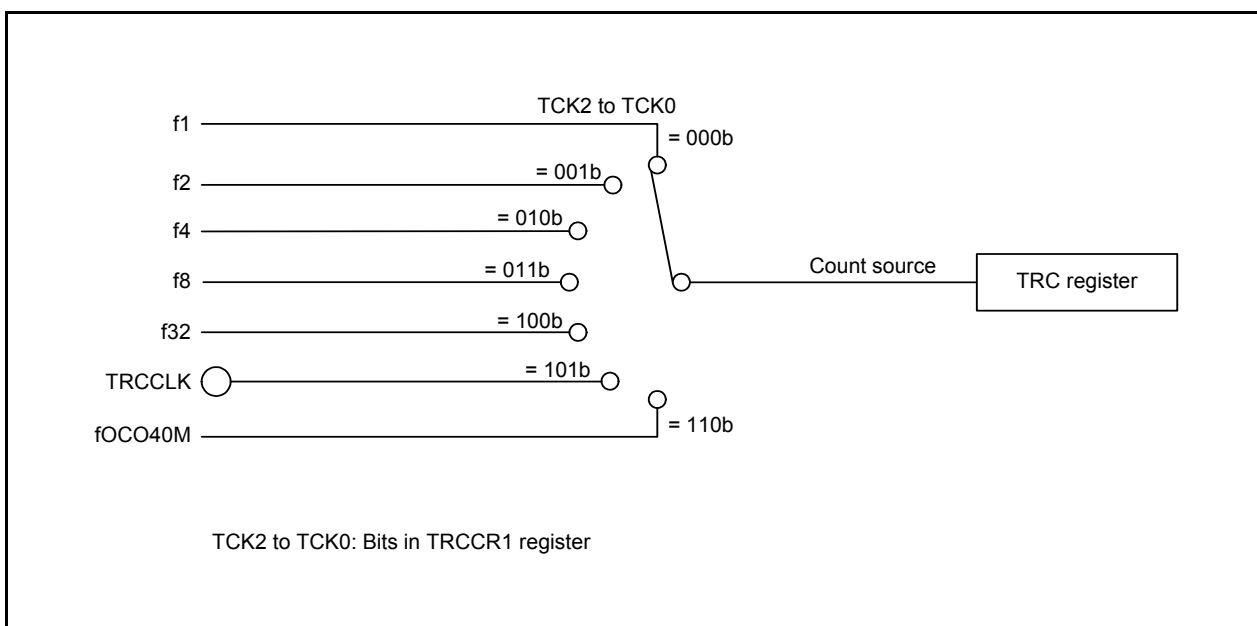 TCK2 to TCK0
f1
= 000b
f2
= 001b
f4
= 010b
f8
= 011b
Count source
TRC register
f32
= 100b
TRCCLK
= 101b
fOCO40M
= 110b
TCK2 to TCK0: Bits in TRCCR1 register